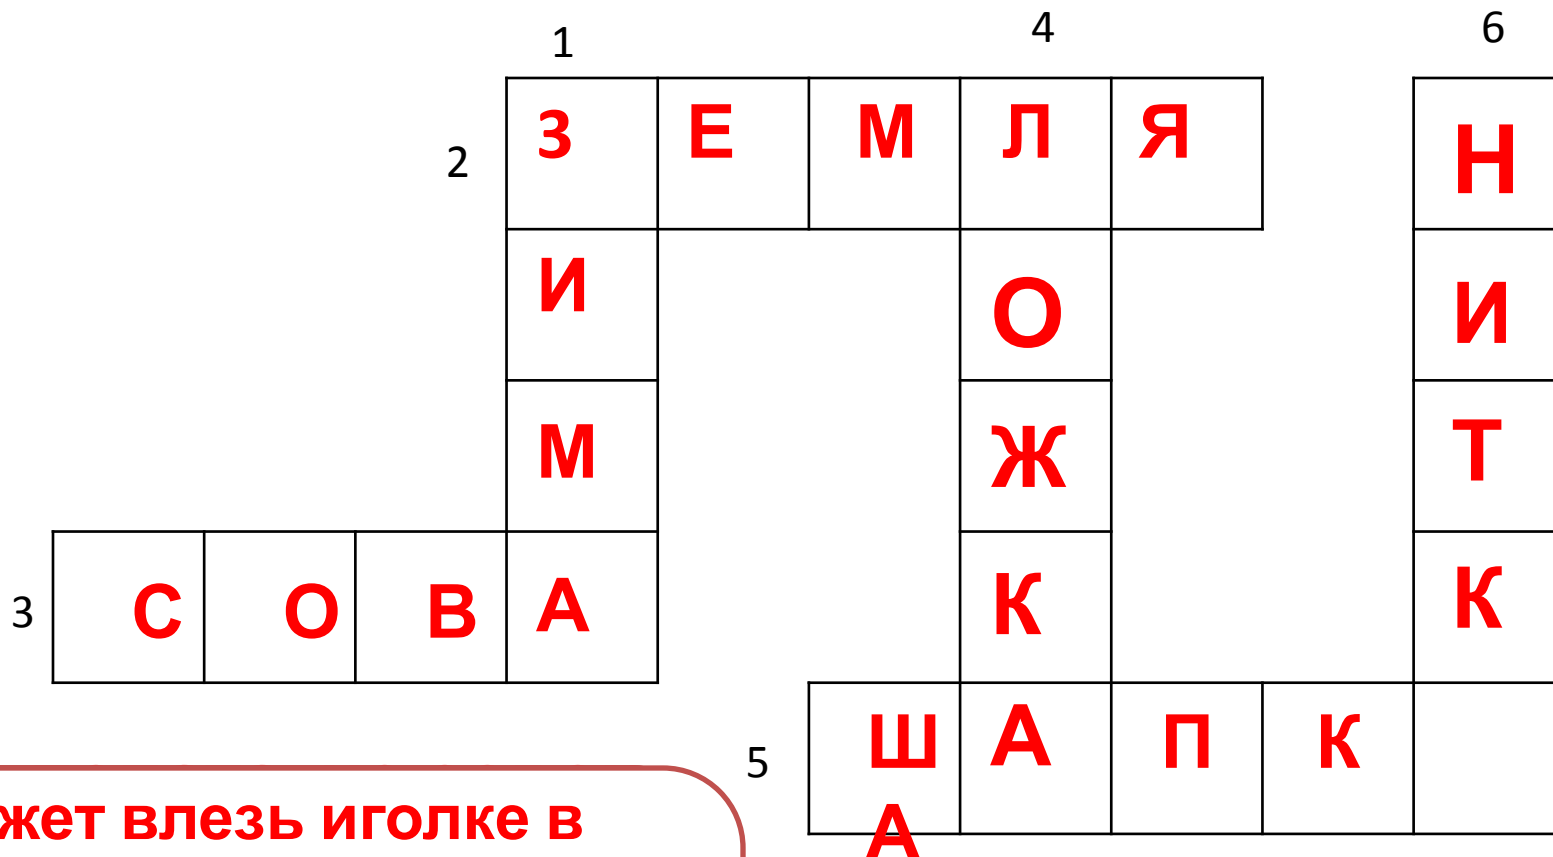 1 4 6
2 З Е М Л Я Н
И О И
М Ж Т
3 С О В А К К
5 Ш А П К
А
жет влезь иголке в